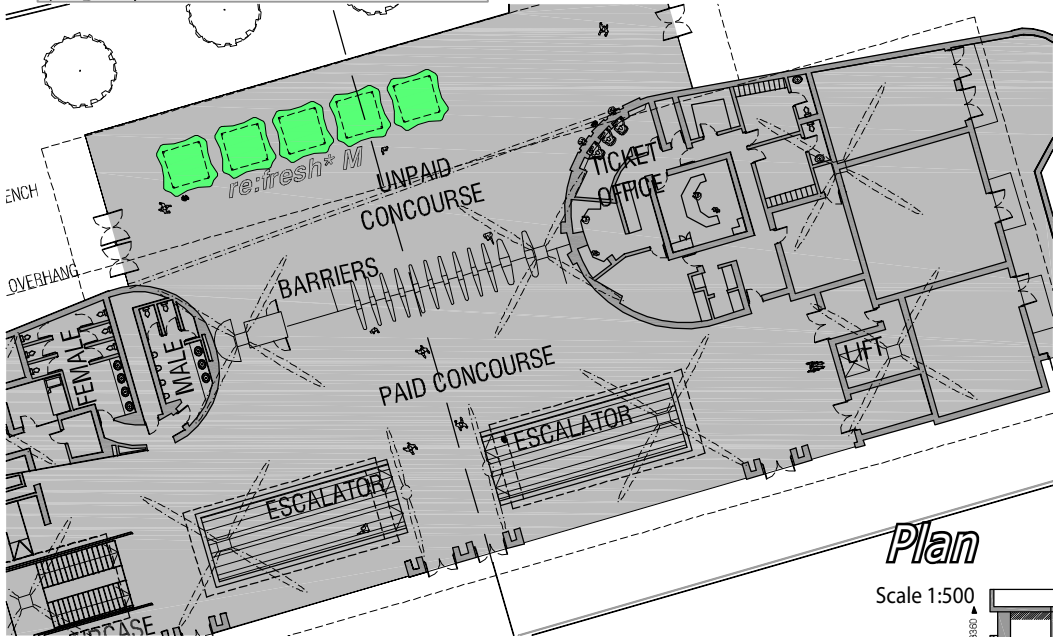 re:fresh* M
UNPAID
CONCOURSE
TICKET
OFFICE
ENCH
OVERHANG
BARRIERS
FEMALE
MALE
PAID CONCOURSE
LIFT
ESCALATOR
ESCALATOR
Plan
Scale 1:500
3360